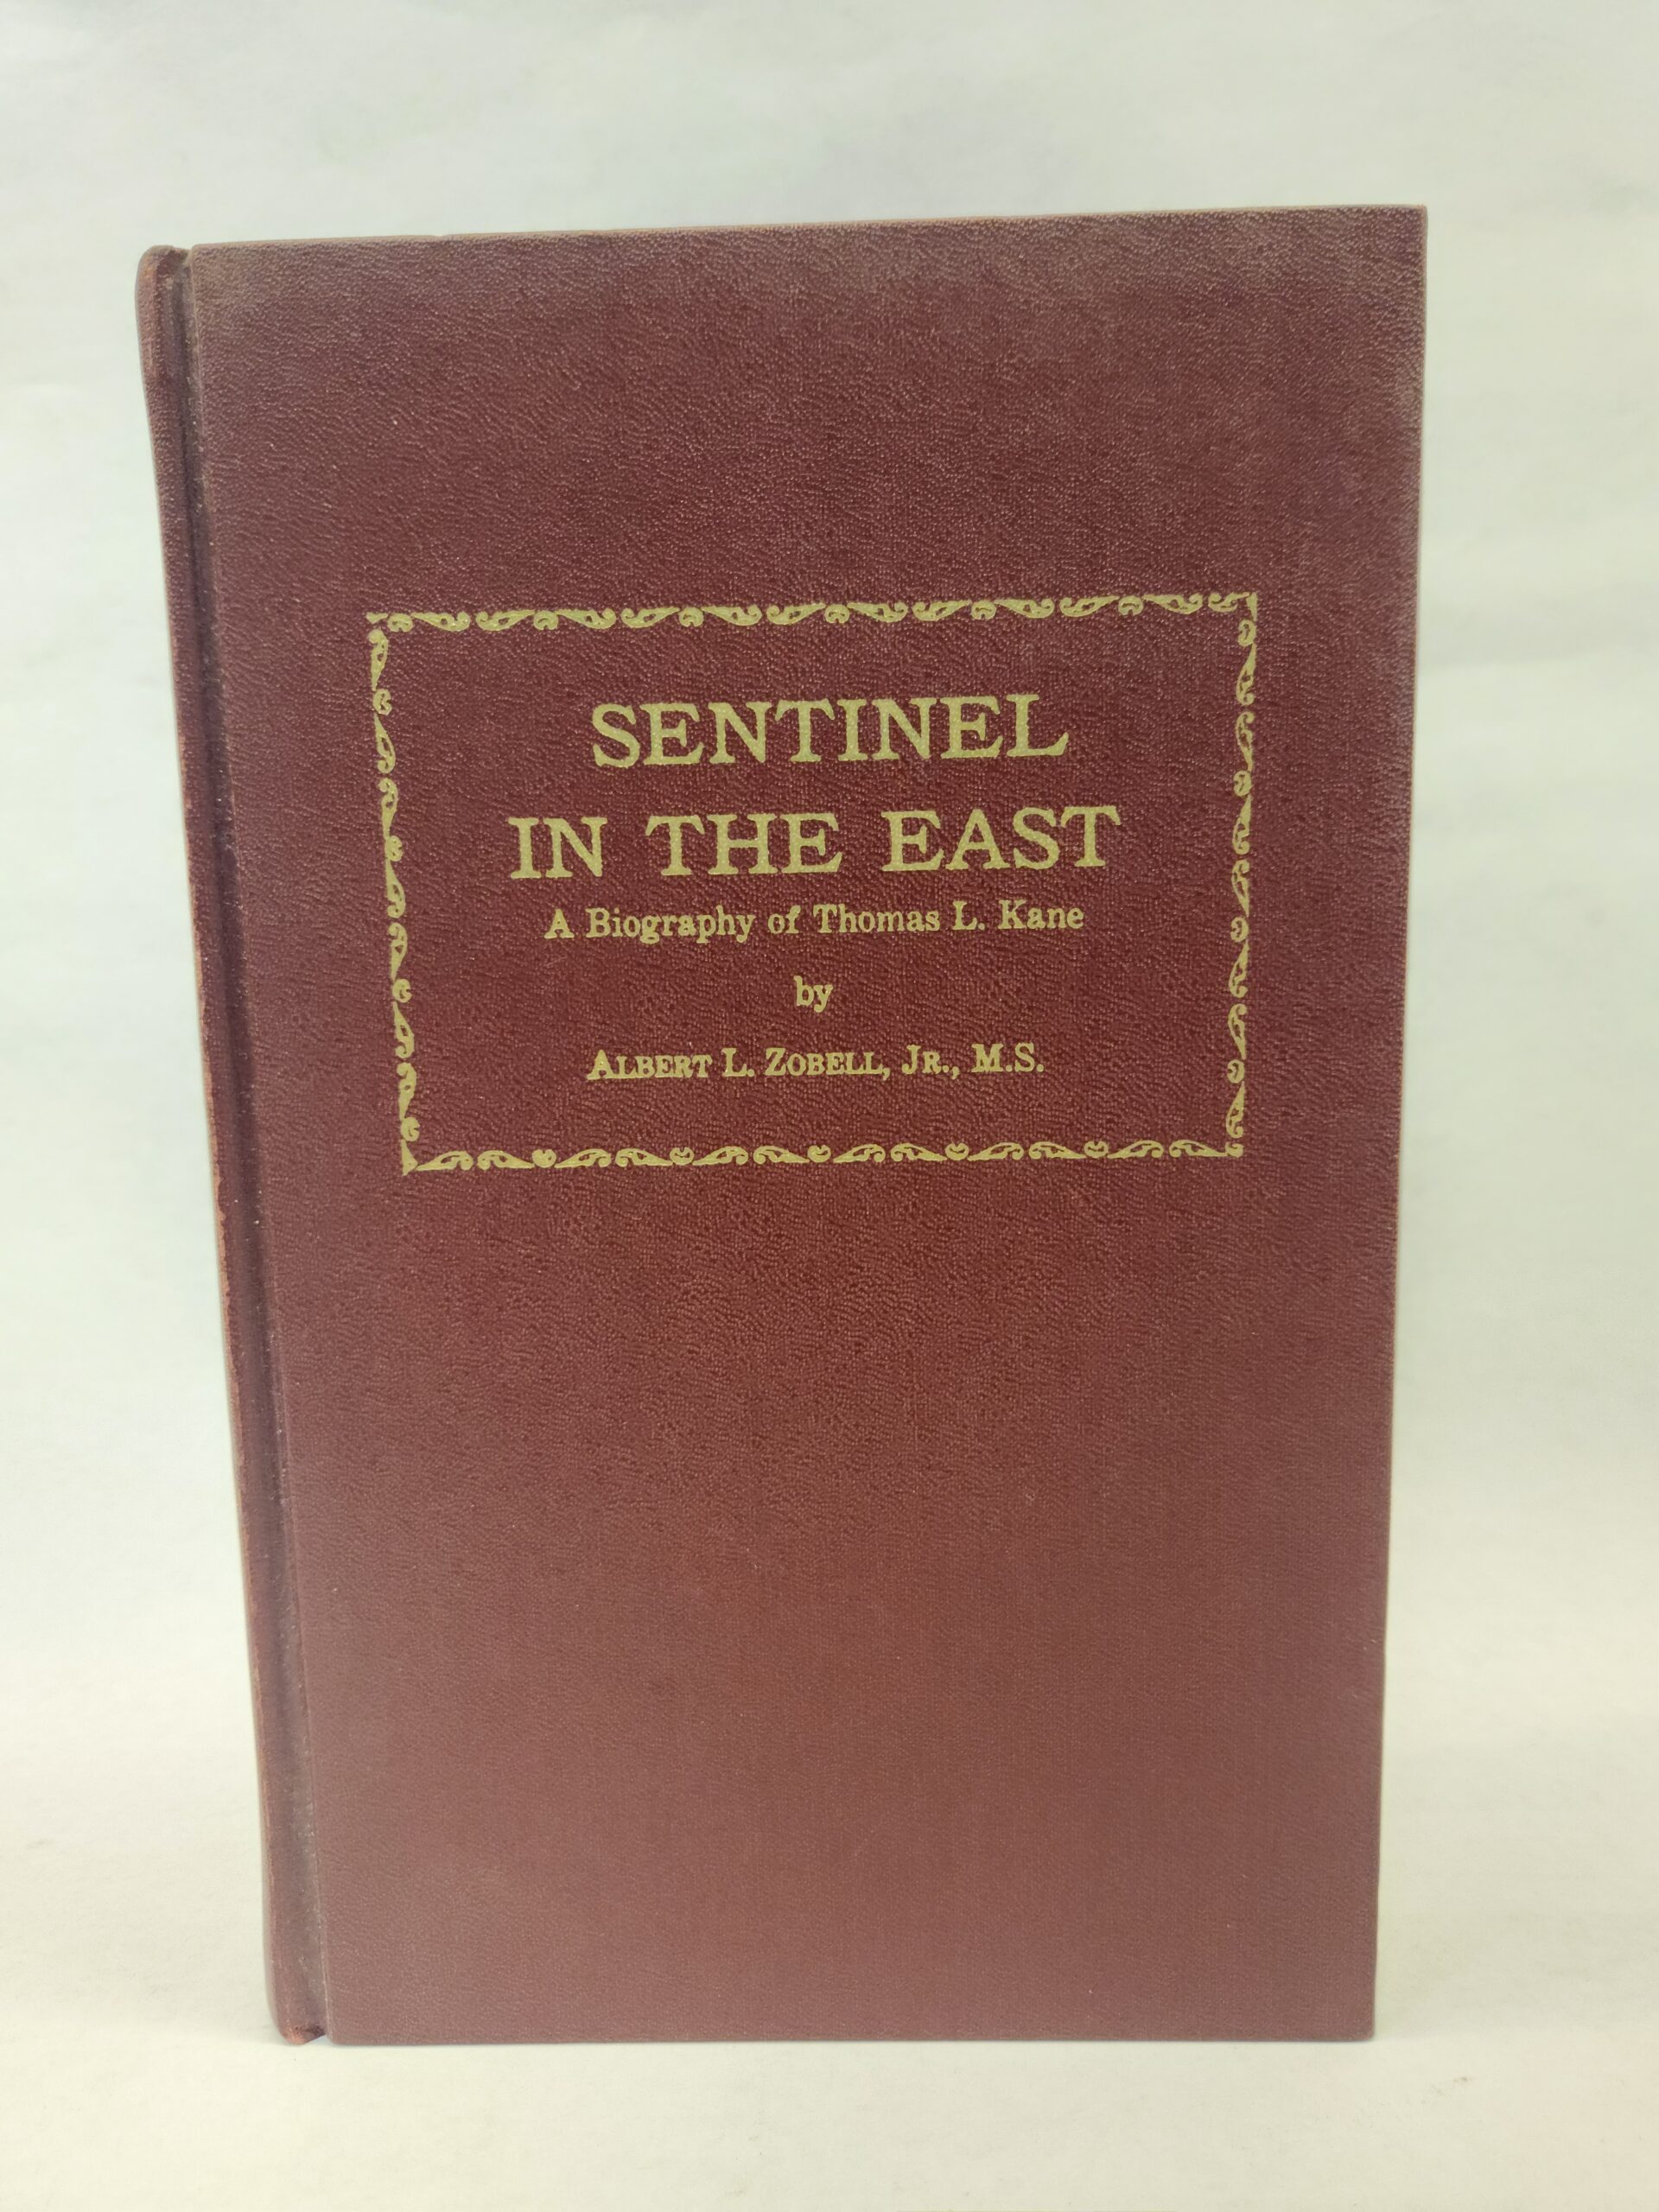 SENTINEL
IN THE EAST
A Biography of Thomas L. Kane
by
ALBERT L. ZOBELL, JR., M.S.